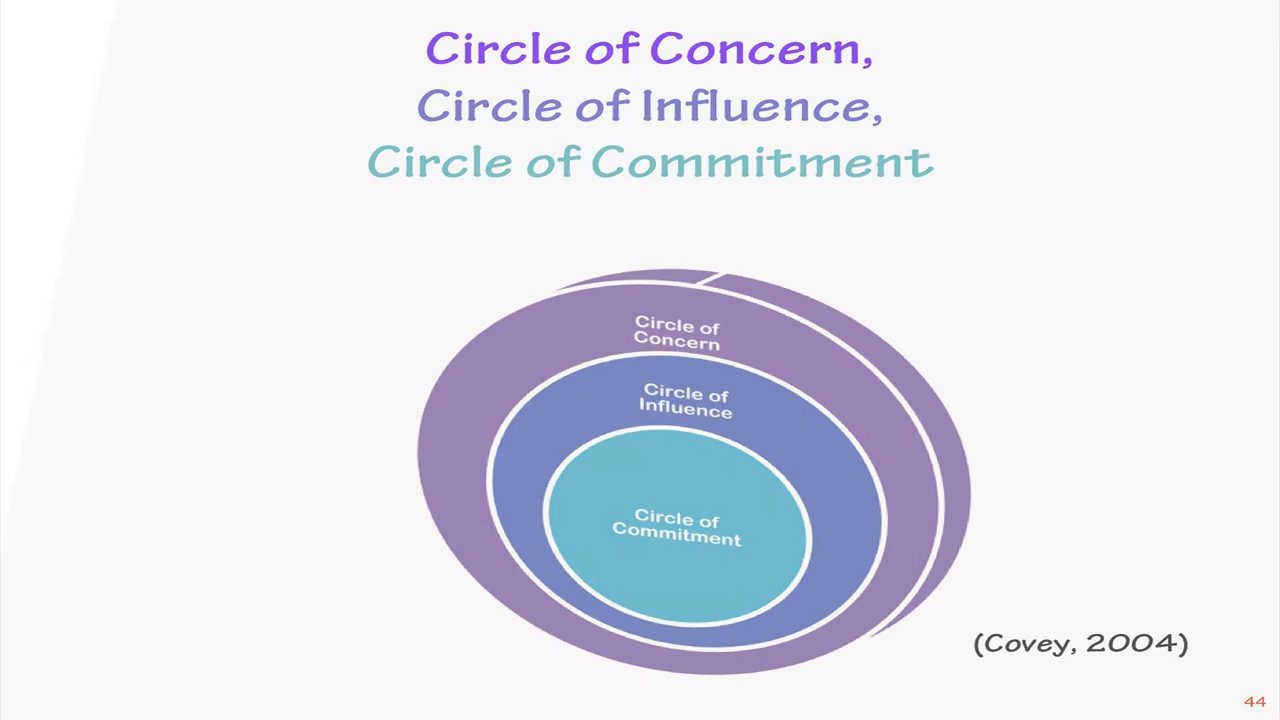 Circle of Concern,
Circle of Influence,
Circle of Commitment
Circle of
Concern
Circle of
Influence
Circle of
Commitment
(Covey, 2004)
44